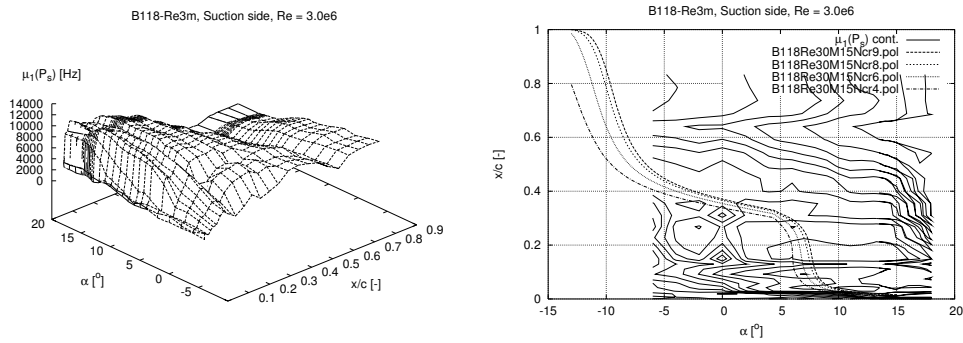 B118-Re3m, Suction side, Re = 3.0e6
μ1(Ps) [Hz]
14000
12000
10000
8000
6000
4000
2000
0
20
15
10
5
0
-5
α [°]
0.1
0.2
0.3
0.4
0.5
0.6
0.7
0.8
0.9
x/c [-]
B118-Re3m, Suction side, Re = 3.0e6
μ1(Ps) cont.
B118Re30M15Ncr9.pol
B118Re30M15Ncr8.pol
B118Re30M15Ncr6.pol
B118Re30M15Ncr4.pol
1
0.8
0.6
0.4
0.2
0
x/c [-]
-15 -10 -5 0 5 10 15 20
α [°]